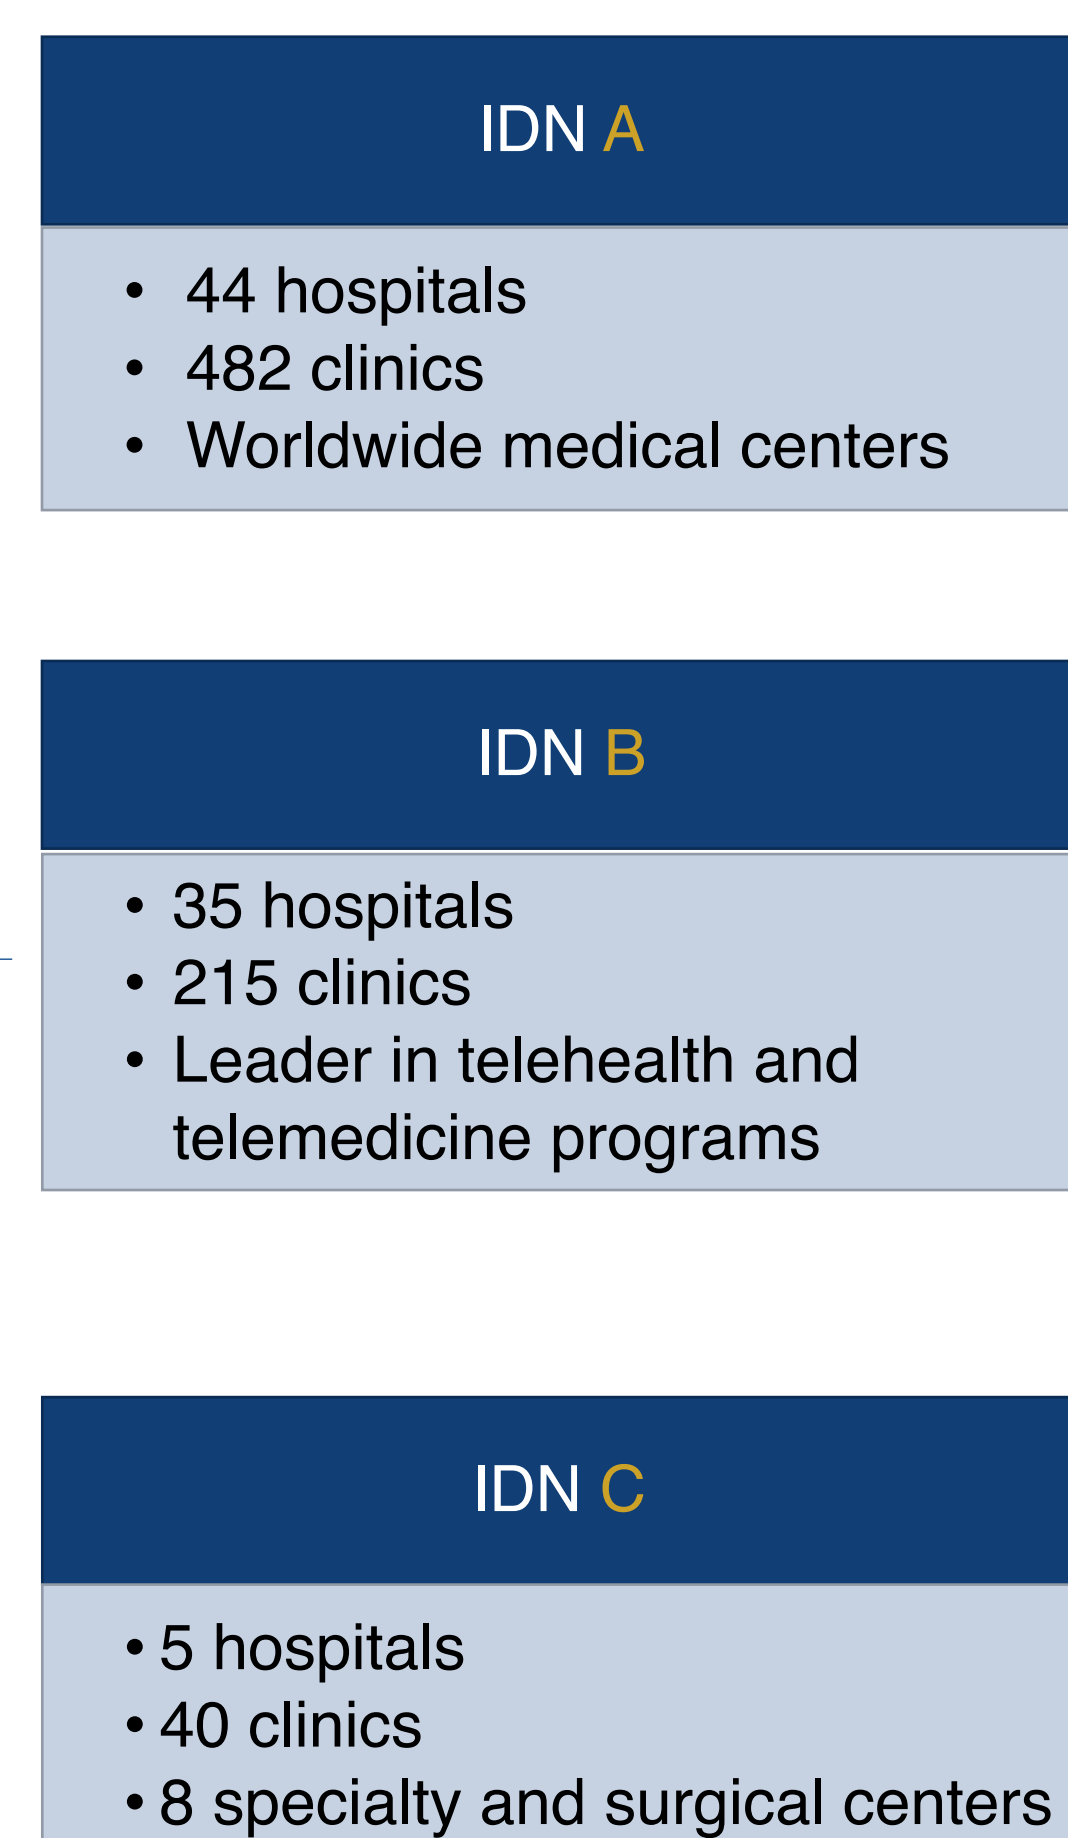 IDN A
• 44 hospitals
• 482 clinics
• Worldwide medical centers
IDN B
• 35 hospitals
• 215 clinics
• Leader in telehealth and
telemedicine programs
IDN C
• 5 hospitals
• 40 clinics
• 8 specialty and surgical centers